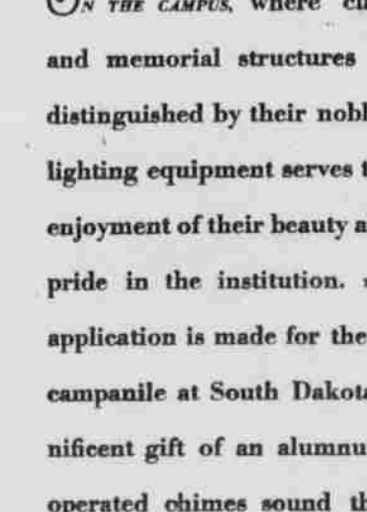 ON THE CAMPUS, where
and memorial structures
distinguished by their nobl
lighting equipment serves t
enjoyment of their beauty a
pride in the institution.
application is made for the
campanile at South Dakota
nificent gift of an alumnu
operated chimes sound th